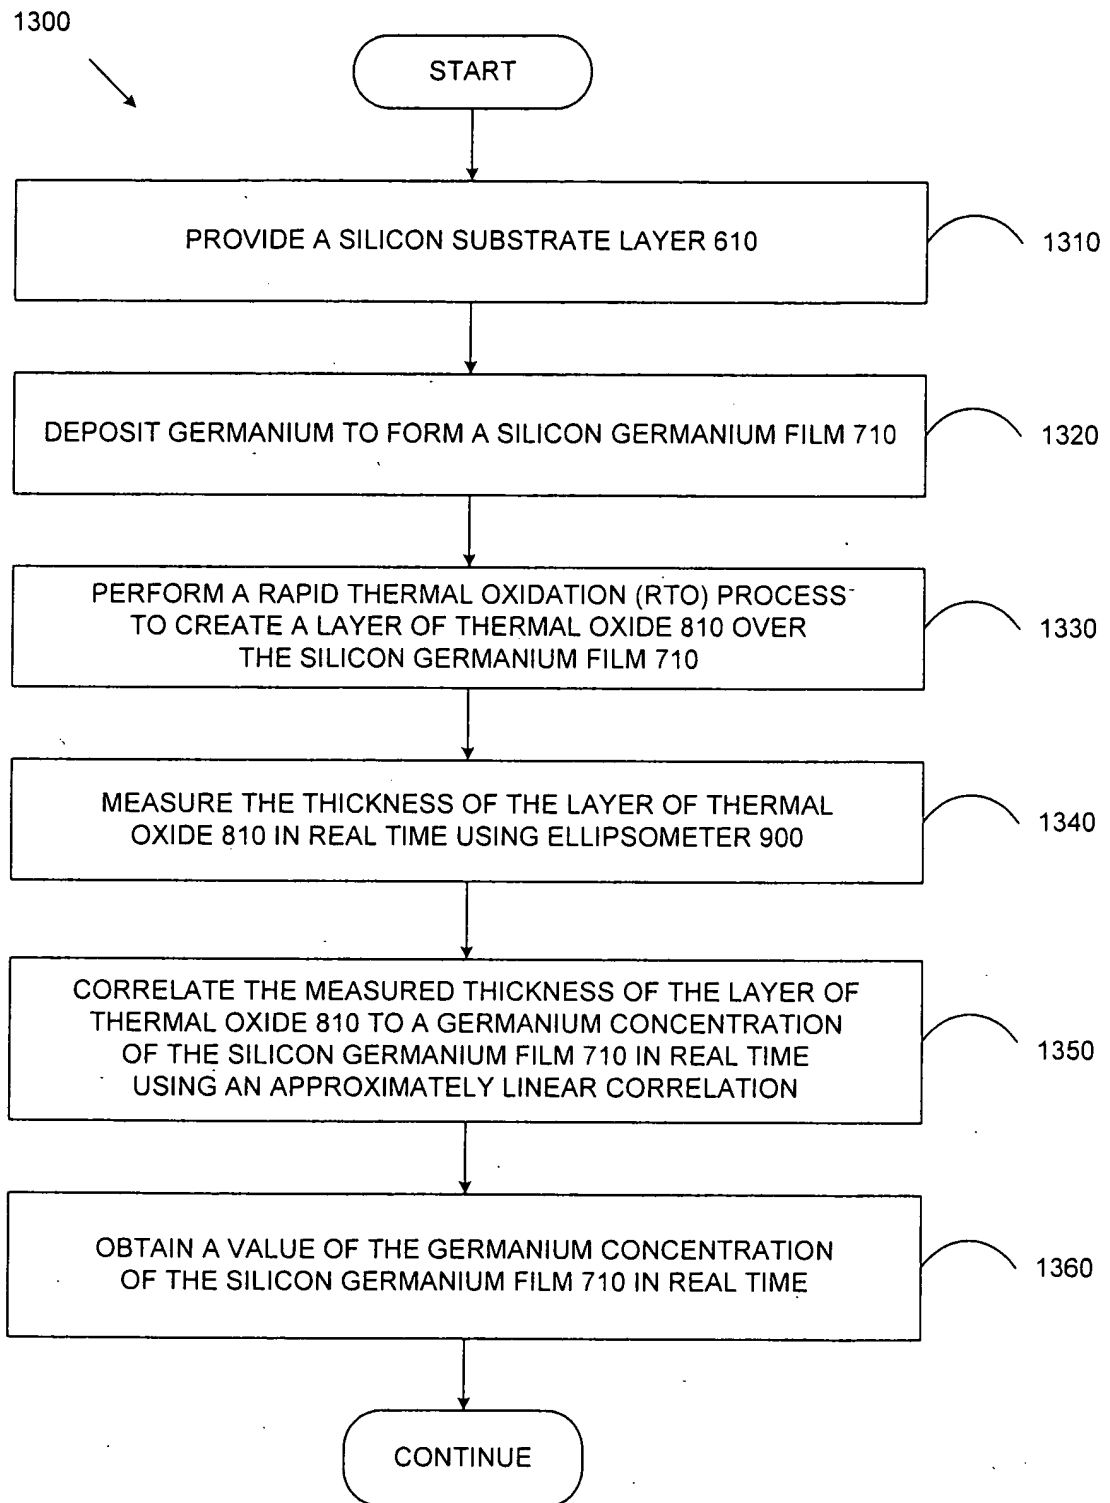 1300
START
PROVIDE A SILICON SUBSTRATE LAYER 610
1310
DEPOSIT GERMANIUM TO FORM A SILICON GERMANIUM FILM 710
1320
PERFORM A RAPID THERMAL OXIDATION (RTO) PROCESS
TO CREATE A LAYER OF THERMAL OXIDE 810 OVER
THE SILICON GERMANIUM FILM 710
1330
MEASURE THE THICKNESS OF THE LAYER OF THERMAL
OXIDE 810 IN REAL TIME USING ELLIPSOMETER 900
1340
CORRELATE THE MEASURED THICKNESS OF THE LAYER OF
THERMAL OXIDE 810 TO A GERMANIUM CONCENTRATION
OF THE SILICON GERMANIUM FILM 710 IN REAL TIME
USING AN APPROXIMATELY LINEAR CORRELATION
1350
OBTAIN A VALUE OF THE GERMANIUM CONCENTRATION
OF THE SILICON GERMANIUM FILM 710 IN REAL TIME
1360
CONTINUE